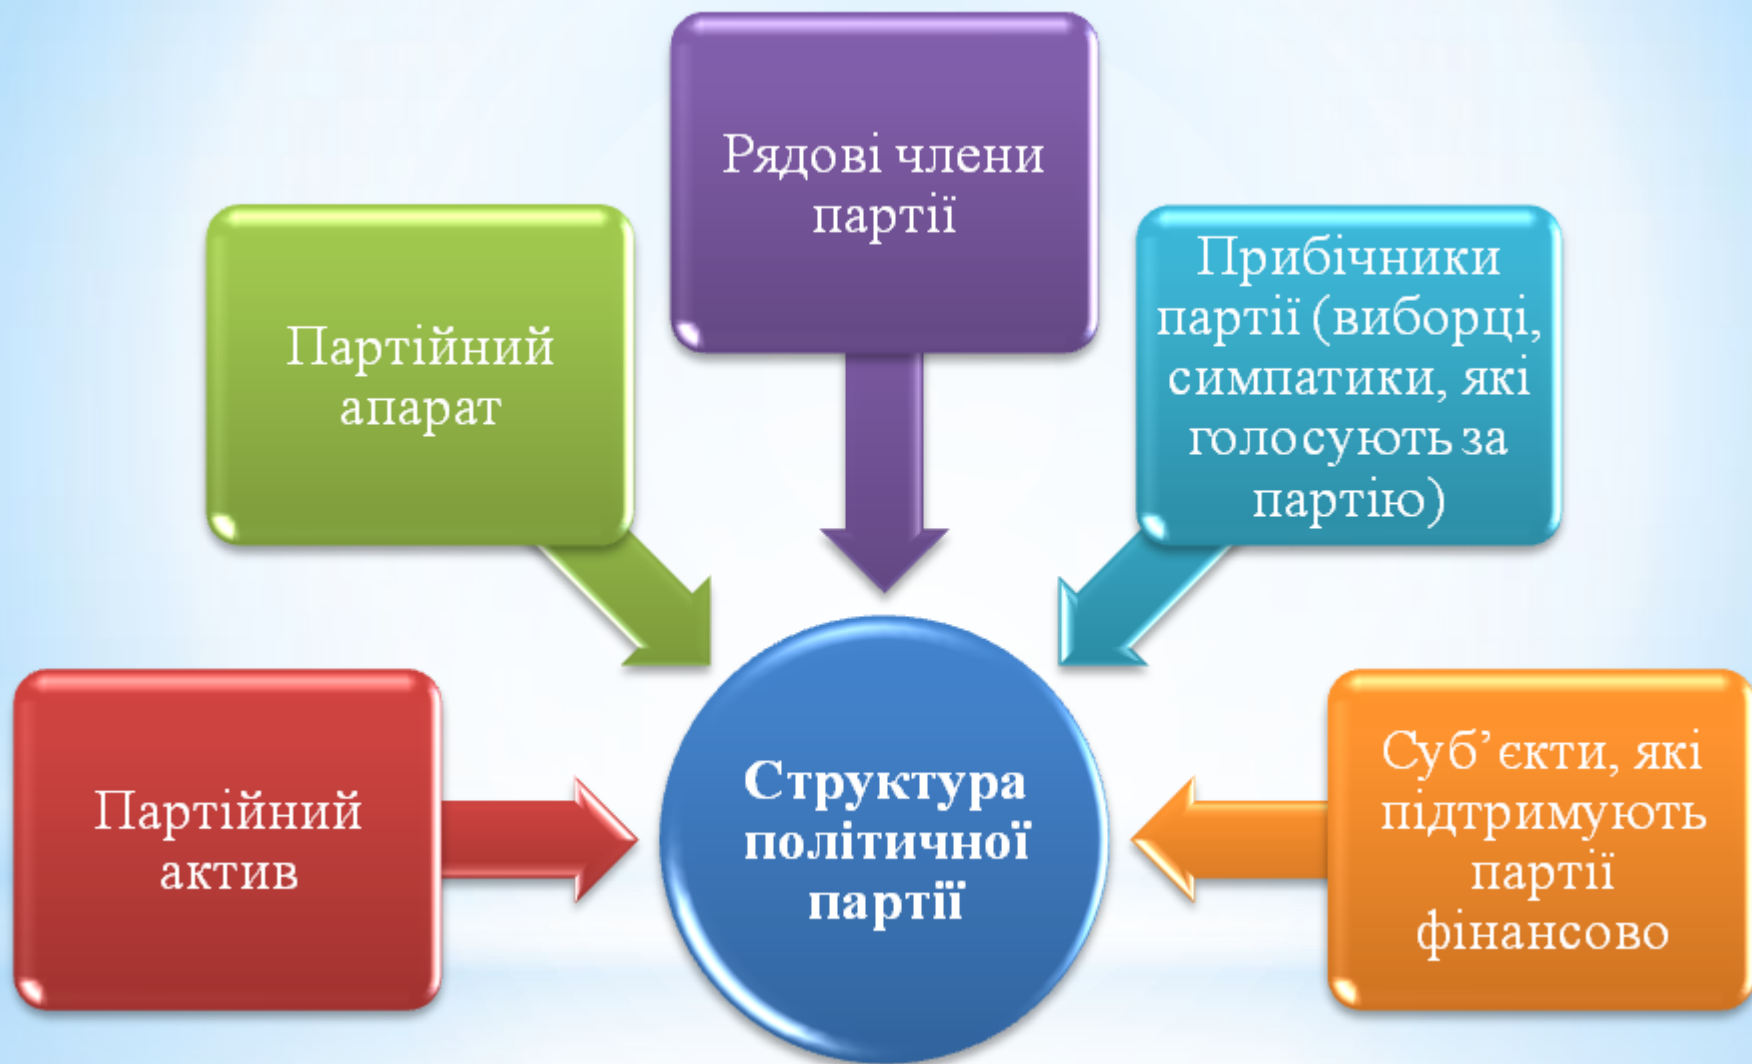 Рядові члени
партії
Партійний
апарат
Прибічники
партії (виборці,
симпатики, які
голосують за
партію)
Партійний
актив
Структура
політичної
партії
Суб’єкти, які
підтримують
партії
фінансово